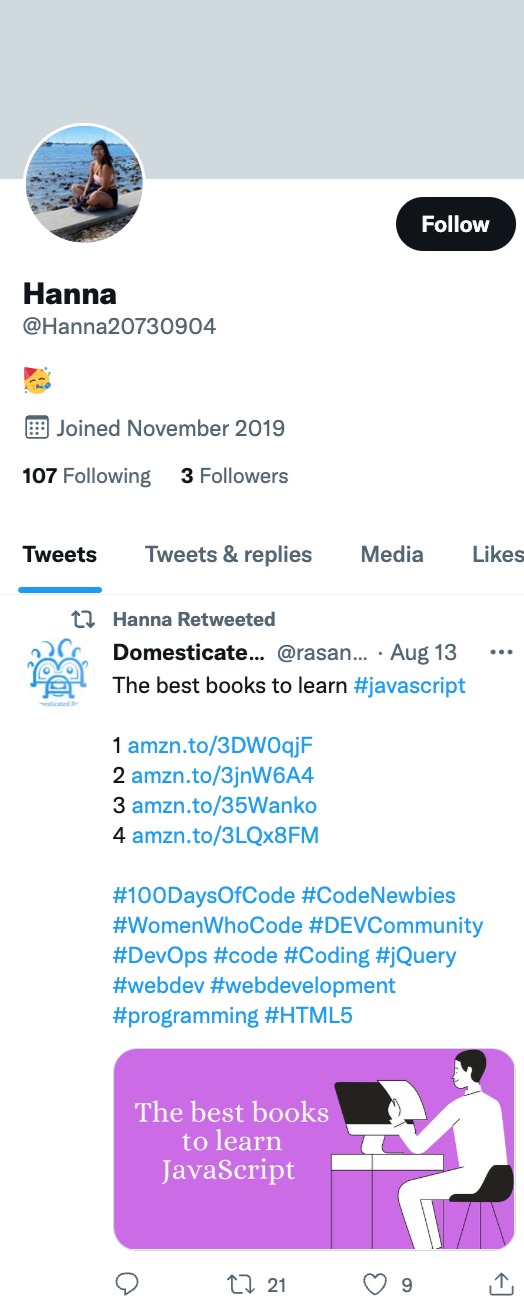 Follow
Hanna
@Hanna20730904
🥳
Joined November 2019
107 Following 3 Followers
Tweets Tweets & replies Media Likes
Hanna Retweeted
Domesticate... @rasan... · Aug 13 ...
The best books to learn #javascript
1 amzn.to/3DW0qjF
2 amzn.to/3jnW6A4
3 amzn.to/35Wanko
4 amzn.to/3LQx8FM
#100DaysOfCode #CodeNewbies
#WomenWhoCode #DEVCommunity
#DevOps #code #Coding #jQuery
#webdev #webdevelopment
#programming #HTML5
The best books
to learn
JavaScript
21 9